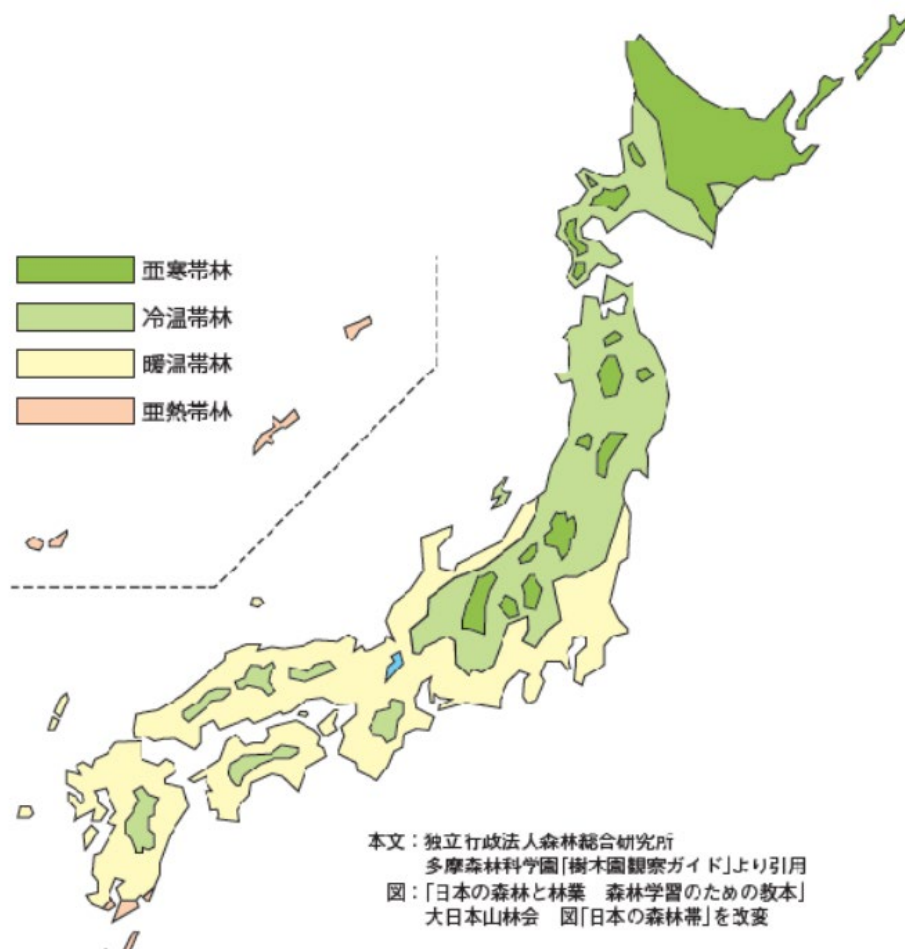 亜寒帯林
冷温帯林
暖温帯林
亜熱帯林
本文：独立行政法人森林総合研究所
多摩森林科学園「樹木園観察ガイド」より引用
図：「日本の森林と林業　森林学習のための教本」
大日本山林会　図「日本の森林帯」を改変